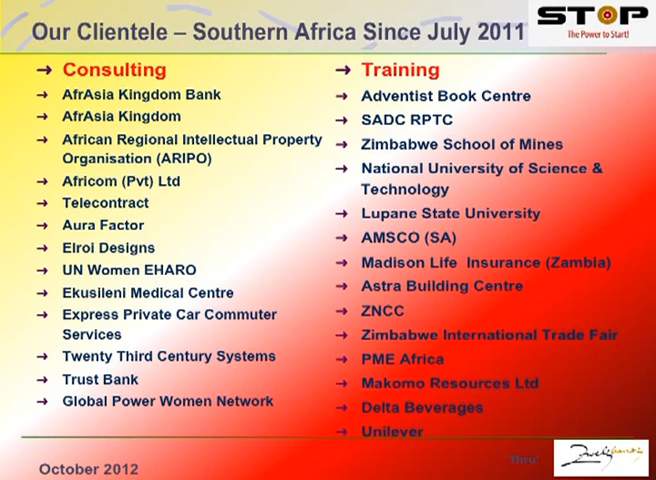 Our Clientele – Southern Africa Since July 2011
STOP
The Power to Start!
→ Consulting
→ AfrAsia Kingdom Bank
→ AfrAsia Kingdom
→ African Regional Intellectual Property
Organisation (ARIPO)
→ Africom (Pvt) Ltd
→ Telecontract
→ Aura Factor
→ Elroi Designs
→ UN Women EHARO
→ Ekusileni Medical Centre
→ Express Private Car Commuter
Services
→ Twenty Third Century Systems
→ Trust Bank
→ Global Power Women Network
→ Training
→ Adventist Book Centre
→ SADC RPTC
→ Zimbabwe School of Mines
→ National University of Science &
Technology
→ Lupane State University
→ AMSCO (SA)
→ Madison Life Insurance (Zambia)
→ Astra Building Centre
→ ZNCC
→ Zimbabwe International Trade Fair
→ PME Africa
→ Makomo Resources Ltd
→ Delta Beverages
→ Unilever
October 2012
Thru'